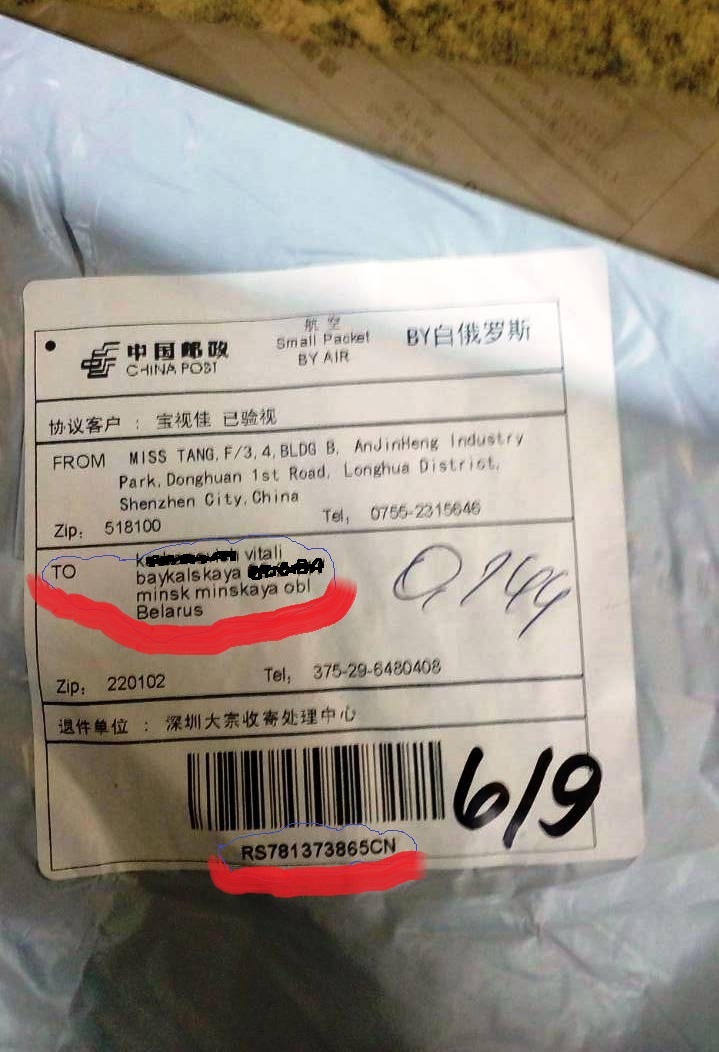 中国邮政
CHINA POST
航空
Small Packet
BY AIR
BY白俄罗斯
协议客户 : 宝视佳 已验视
FROM MISS TANG,F/3,4,BLDG B, AnJinHeng Industry
Park,Donghuan 1st Road, Longhua District,
Shenzhen City,China
Zip: 518100 Tel, 0755-2315646
TO vitali
baykalskaya
minsk minskaya obl
Belarus
0,144
Zip: 220102 Tel, 375-29-6480408
退件单位 : 深圳大宗收寄处理中心
RS781373865CN
6/9